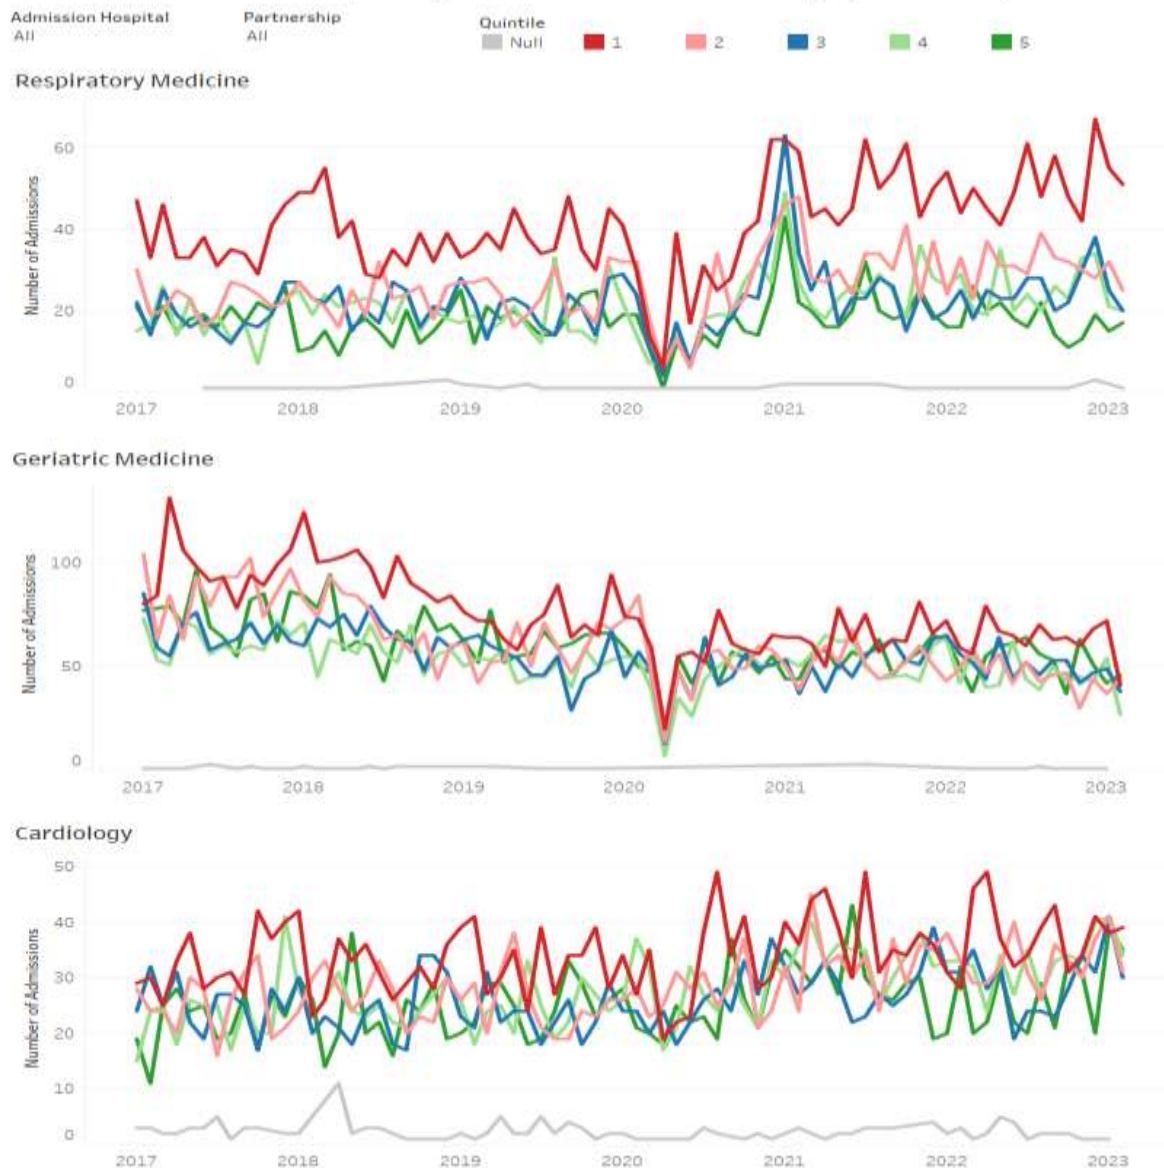 Admission Hospital
All
Partnership
All
Quintile
Null 1 2 3 4 5
Respiratory Medicine
Number of Admissions
60
40
20
0
2017 2018 2019 2020 2021 2022 2023
Geriatric Medicine
Number of Admissions
100
50
0
2017 2018 2019 2020 2021 2022 2023
Cardiology
Number of Admissions
50
40
30
20
10
0
2017 2018 2019 2020 2021 2022 2023